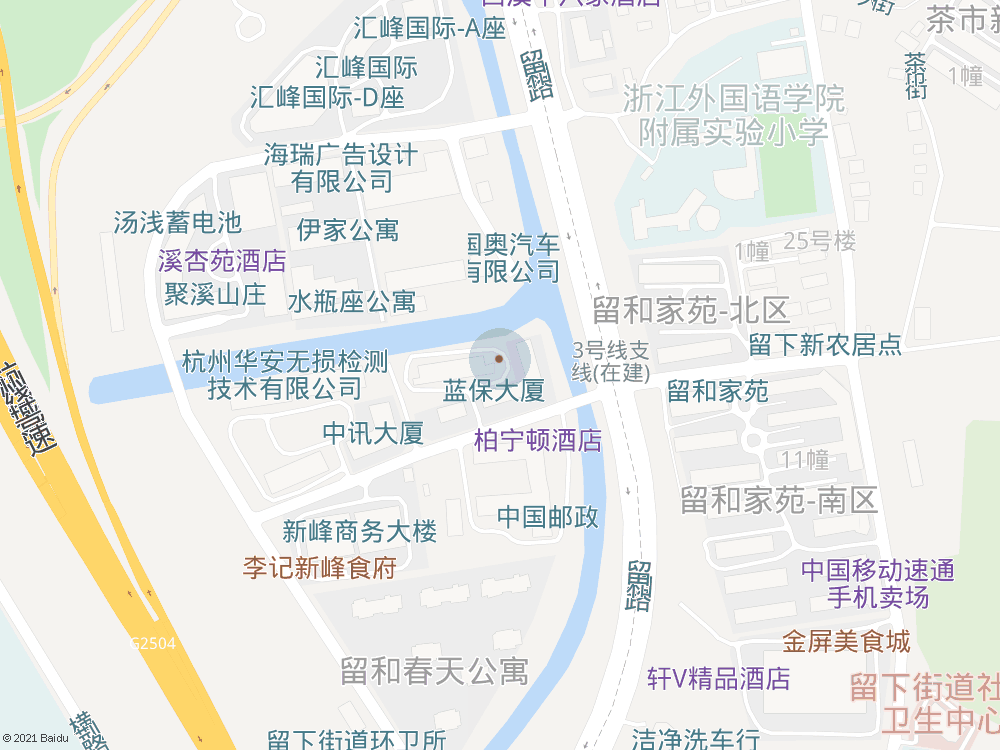 汇峰国际-A座
茶市新
汇峰国际
留和路
茶街
1幢
汇峰国际-D座
浙江外国语学院
附属实验小学
海瑞广告设计
有限公司
汤浅蓄电池
伊家公寓
国奥汽车
有限公司
25号楼
1幢
溪杏苑酒店
聚溪山庄
水瓶座公寓
留和家苑-北区
3号线支
线(在建)
留下新农居点
杭州华安无损检测
技术有限公司
蓝保大厦
留和家苑
杭绕高速
中讯大厦
柏宁顿酒店
11幢
留和家苑-南区
新峰商务大楼
中国邮政
李记新峰食府
留和路
中国移动速通
手机卖场
G2504
金屏美食城
留和春天公寓
轩V精品酒店
留下街道社
卫生中心
横
路
留下街道环卫所
洁净洗车行
© 2021 Baidu